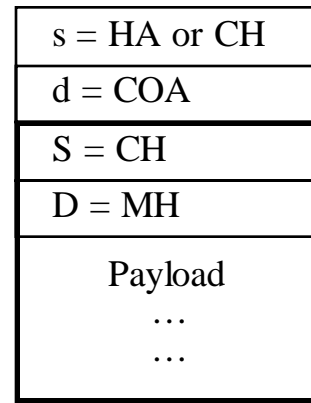 s = HA or CH
d = COA
S = CH
D = MH
Payload
…
…